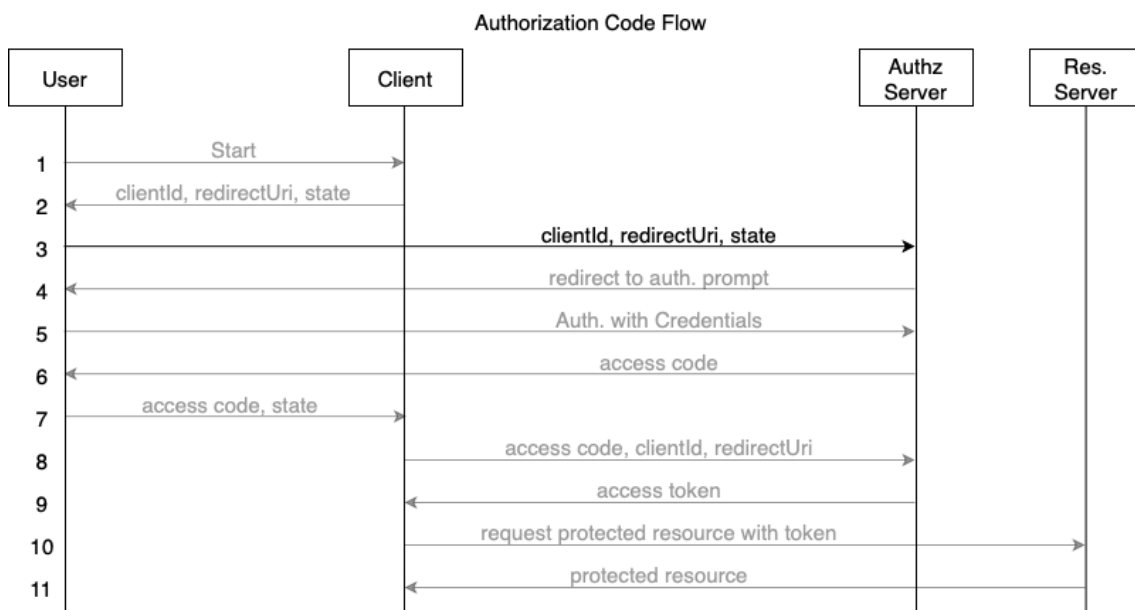 Authorization Code Flow
User
Client
Authz
Server
Res.
Server
1
Start
2
clientId, redirectUri, state
3
clientId, redirectUri, state
4
redirect to auth. prompt
5
Auth. with Credentials
6
access code
7
access code, state
8
access code, clientId, redirectUri
9
access token
10
request protected resource with token
11
protected resource